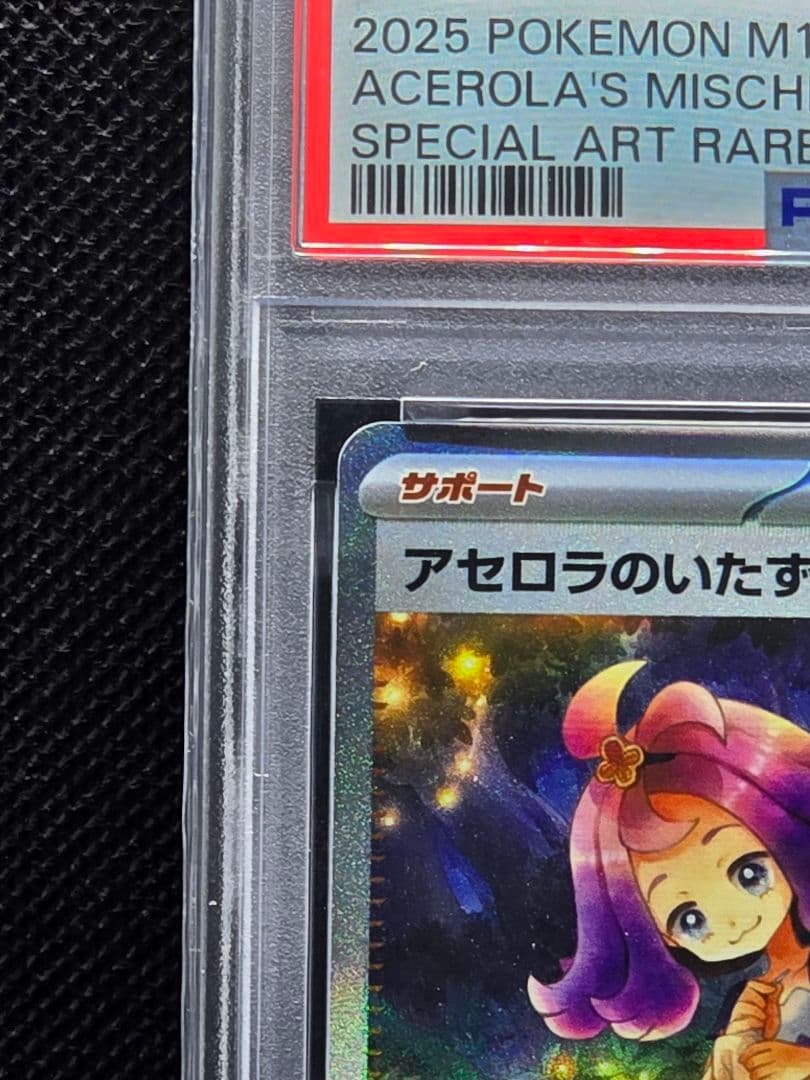 2025 POKEMON M1
ACEROLA'S MISCH
SPECIAL ART RARE
サポート
アセロラのいたず